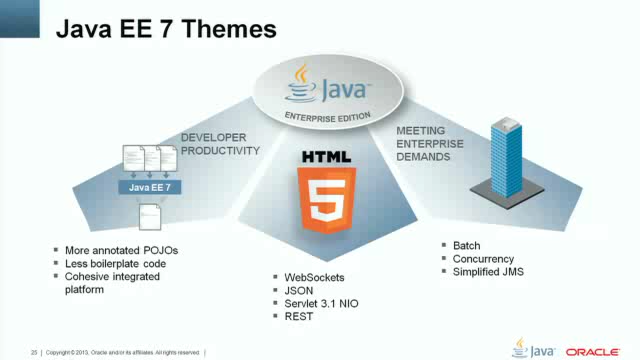 Java EE 7 Themes
Java™
ENTERPRISE EDITION
DEVELOPER
PRODUCTIVITY
Java EE 7
HTML
5
MEETING
ENTERPRISE
DEMANDS
More annotated POJOs
Less boilerplate code
Cohesive integrated
platform
WebSockets
JSON
Servlet 3.1 NIO
REST
Batch
Concurrency
Simplified JMS
25 | Copyright © 2013, Oracle and/or its affiliates. All rights reserved.
Java™
ORACLE